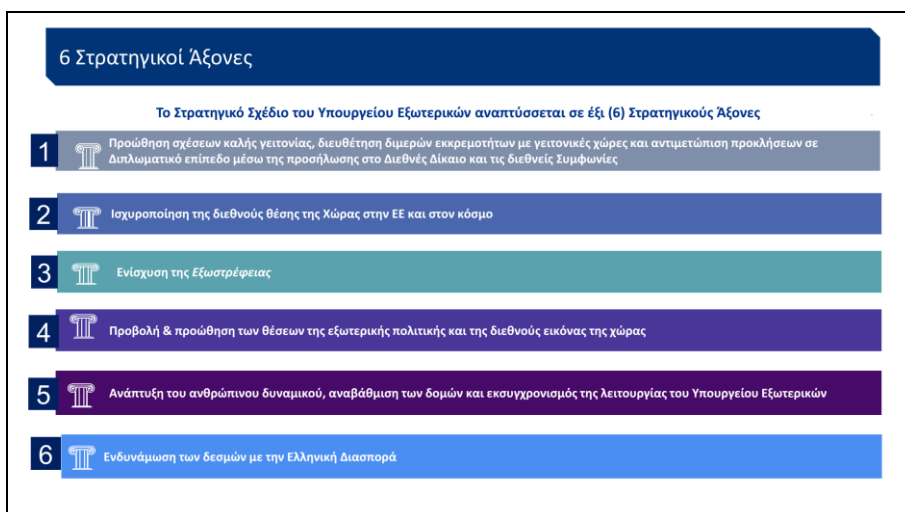 6 Στρατηγικοί Άξονες
Το Στρατηγικό Σχέδιο του Υπουργείου Εξωτερικών αναπτύσσεται σε έξι (6) Στρατηγικούς Άξονες
1
Προώθηση σχέσεων καλής γειτονίας, διευθέτηση διμερών εκκρεμοτήτων με γειτονικές χώρες και αντιμετώπιση προκλήσεων σε
Διπλωματικό επίπεδο μέσω της προσήλωσης στο Διεθνές Δίκαιο και τις διεθνείς Συμφωνίες
2
Ισχυροποίηση της διεθνούς θέσης της Χώρας στην ΕΕ και στον κόσμο
3
Ενίσχυση της Εξωστρέφειας
4
Προβολή & προώθηση των θέσεων της εξωτερικής πολιτικής και της διεθνούς εικόνας της χώρας
5
Ανάπτυξη του ανθρώπινου δυναμικού, αναβάθμιση των δομών και εκσυγχρονισμός της λειτουργίας του Υπουργείου Εξωτερικών
6
Ενδυνάμωση των δεσμών με την Ελληνική Διασπορά